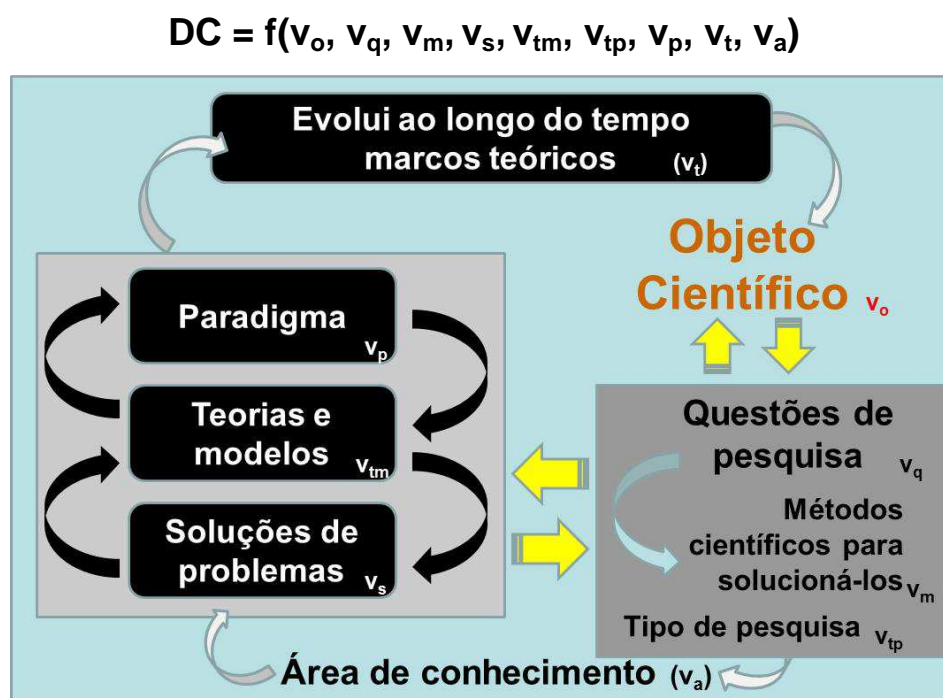 DC = f(vo, vq, vm, vs, vtm, vtp, vp, vt, va)
Evolui ao longo do tempo
marcos teóricos (vt)
Objeto
Científico vo
Paradigma
vp
Teorias e
modelos vtm
Soluções de
problemas vs
Questões de
pesquisa vq
Métodos
científicos para
solucioná-los vm
Tipo de pesquisa vtp
Área de conhecimento (va)